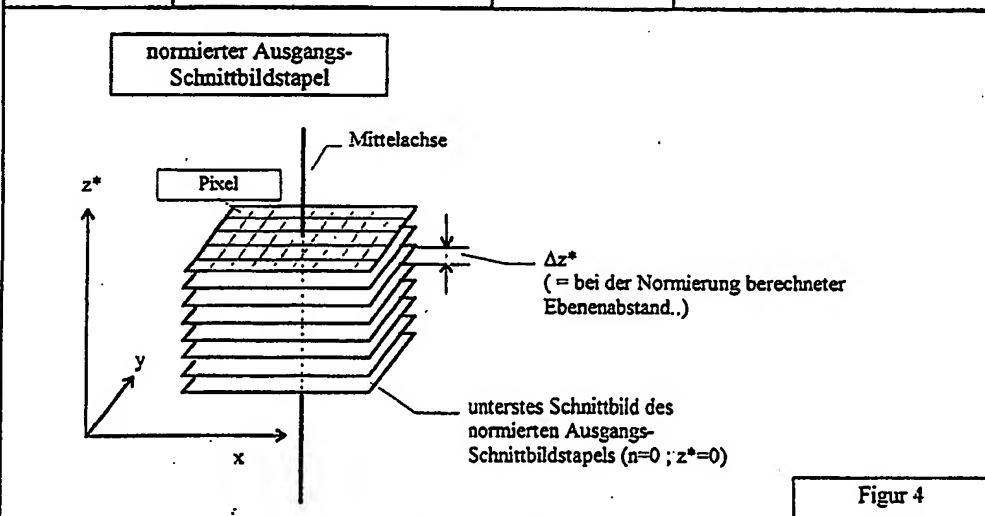 normierter Ausgangs-
Schnittbildstapel
Mittelachse
z*
Pixel
Δz*
( = bei der Normierung berechneter
Ebenenabstand..)
y
x
unterstes Schnittbild des
normierten Ausgangs-
Schnittbildstapels (n=0 ; z*=0)
Figur 4